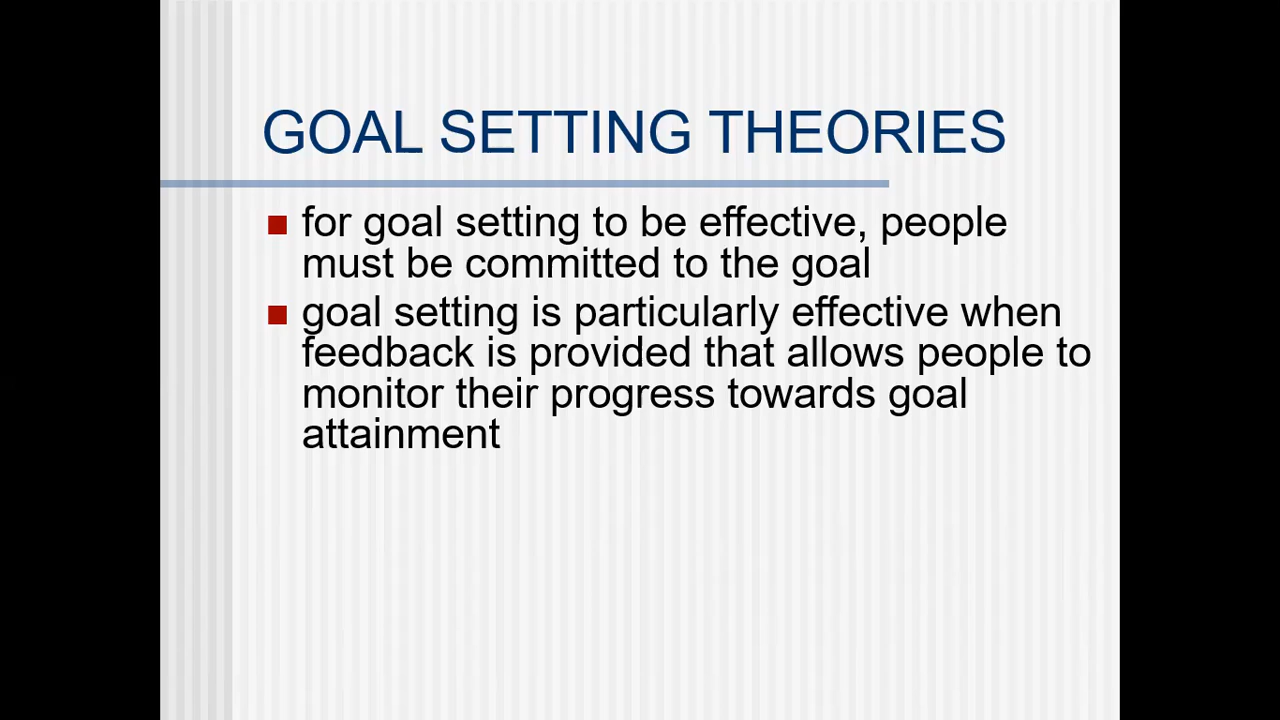 GOAL SETTING THEORIES
for goal setting to be effective, people
must be committed to the goal
goal setting is particularly effective when
feedback is provided that allows people to
monitor their progress towards goal
attainment